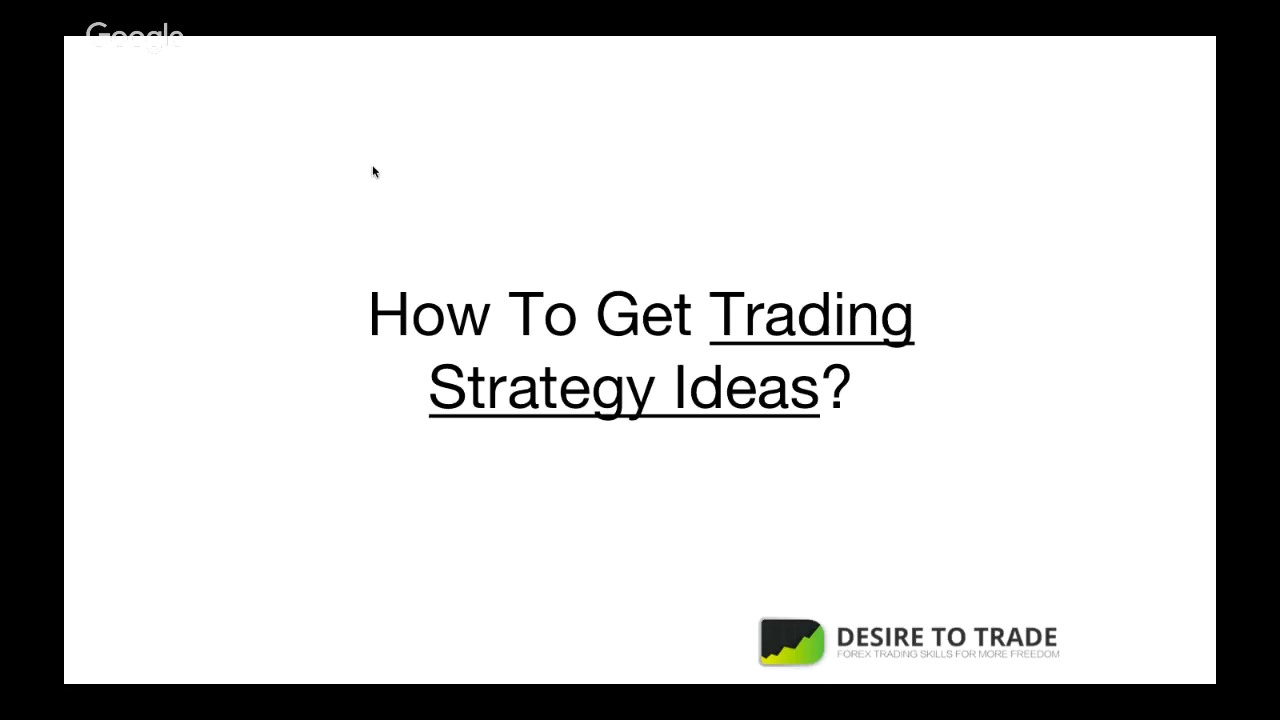 Google
How To Get Trading
Strategy Ideas?
DESIRE TO TRADE
FOREX TRADING SKILLS FOR MORE FREEDOM